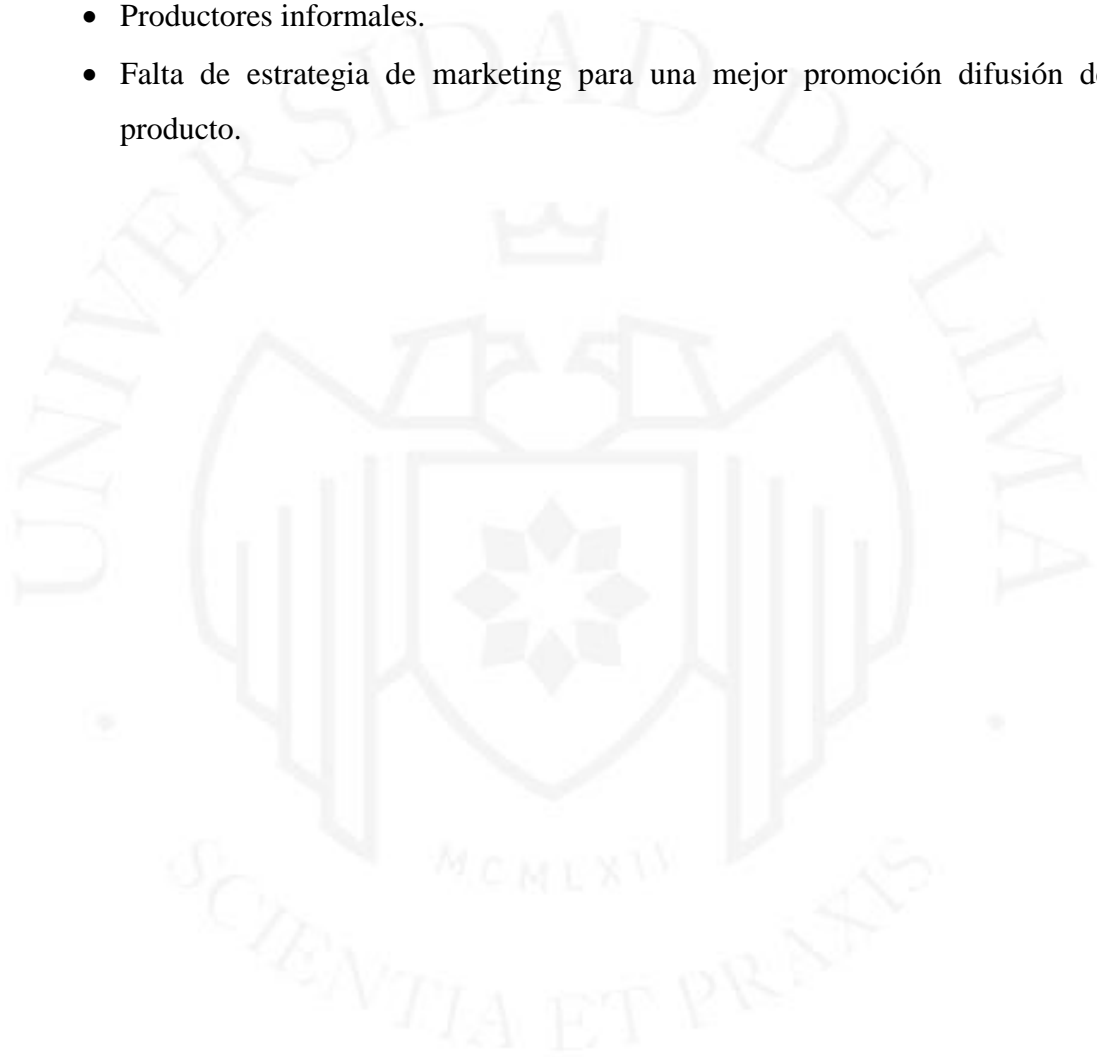 • Productores informales.
• Falta de estrategia de marketing para una mejor promoción difusión d
producto.
UNIVERSIDAD DE LIMA
MCMLXII
SCIENTIA ET PRAXIS